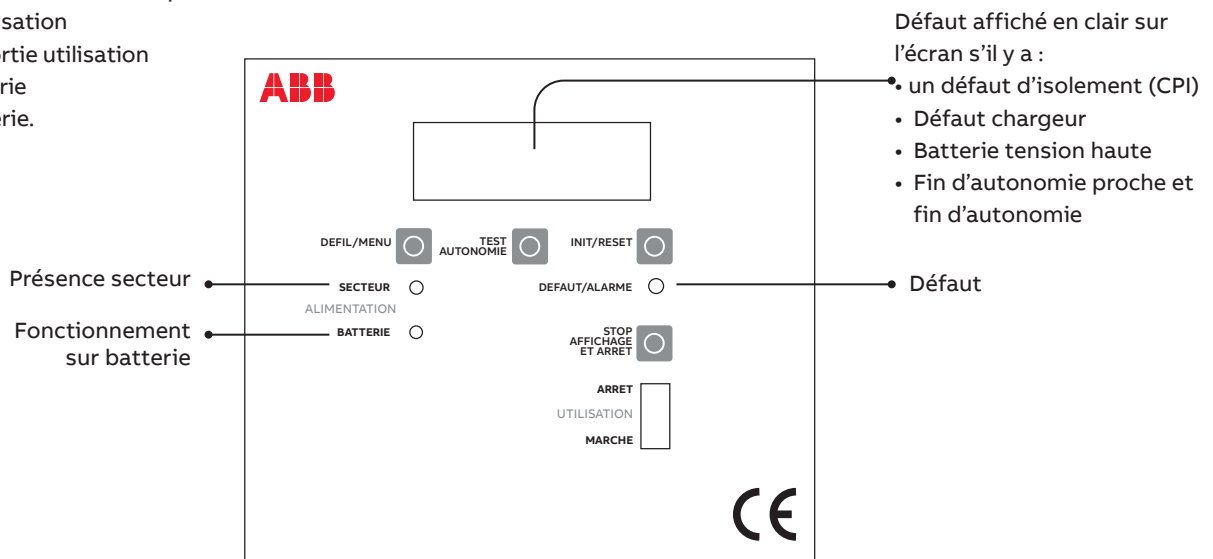 sation
rtie utilisation
rie
érie.
Défaut affiché en clair sur
l’écran s’il y a :
• un défaut d’isolement (CPI)
• Défaut chargeur
• Batterie tension haute
• Fin d’autonomie proche et
fin d’autonomie
ABB
DEFIL/MENU
TEST
AUTONOMIE
INIT/RESET
Présence secteur
SECTEUR
DEFAUT/ALARME
Défaut
ALIMENTATION
Fonctionnement
sur batterie
BATTERIE
STOP
AFFICHAGE
ET ARRET
ARRET
UTILISATION
MARCHE
CE